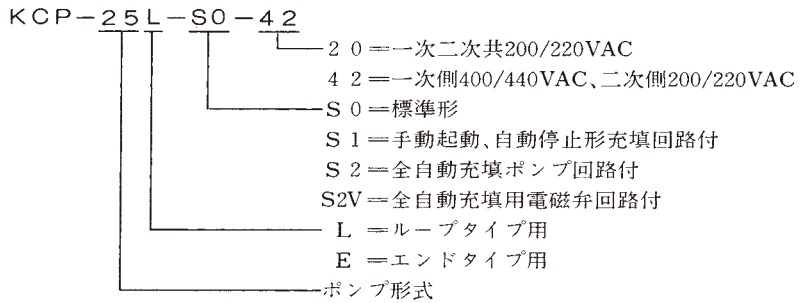 KCP-25L-S0-42
20=一次二次共200/220VAC
42=一次側400/440VAC、二次側200/220VAC
S0=標準形
S1=手動起動、自動停止形充填回路付
S2=全自動充填ポンプ回路付
S2V=全自動充填用電磁弁回路付
L=ループタイプ用
E=エンドタイプ用
ポンプ形式